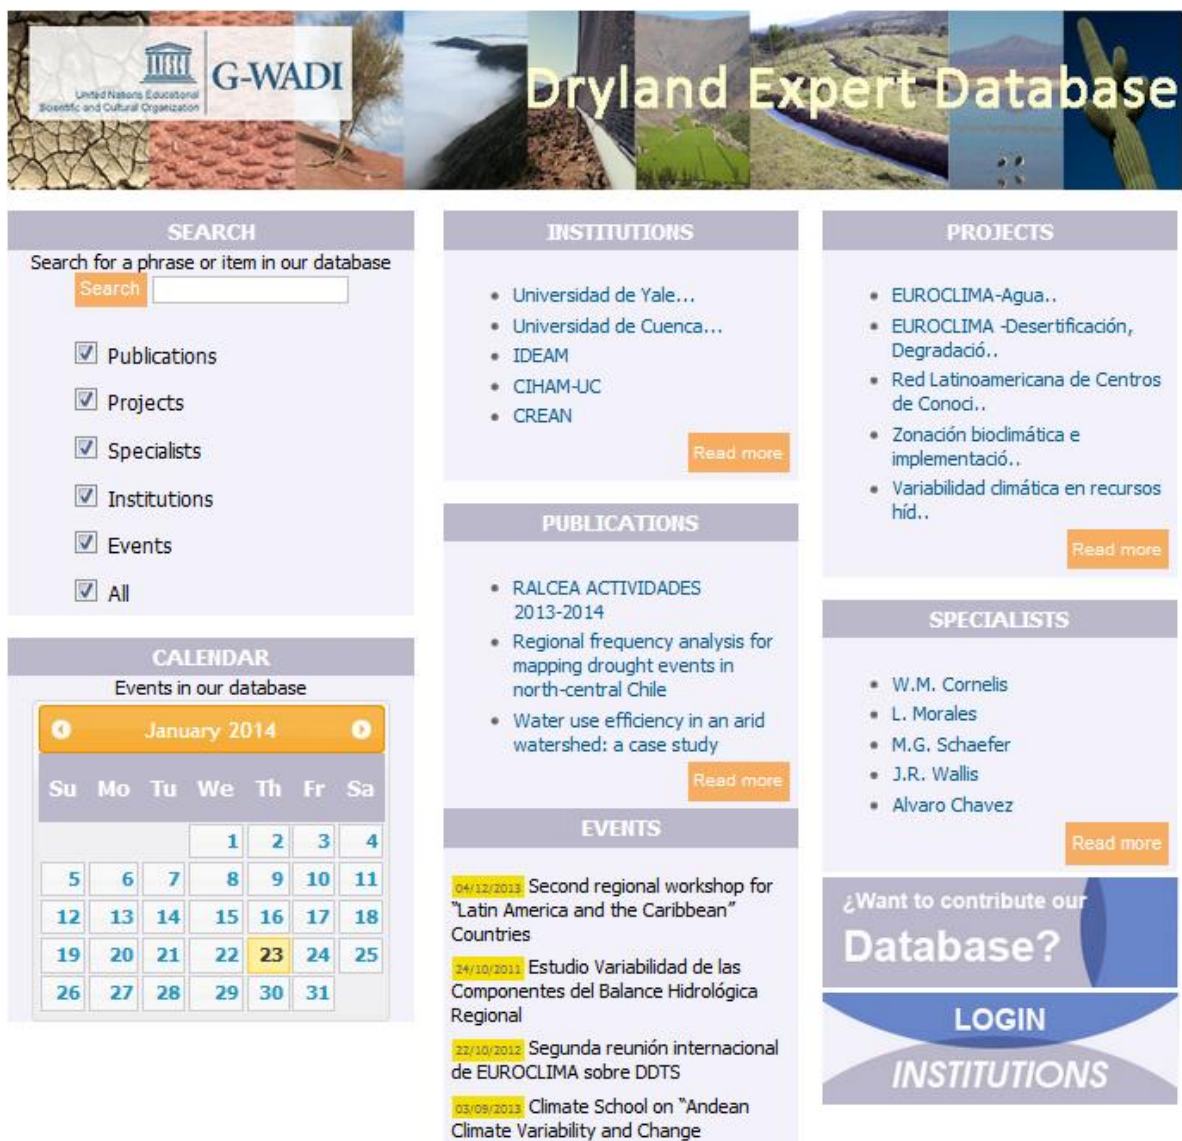 United Nations Educational
Scientific and Cultural Organization
G-WADI
Dryland Expert Database
SEARCH
Search for a phrase or item in our database
Search
Publications
Projects
Specialists
Institutions
Events
All
CALENDAR
Events in our database
January 2014
Su Mo Tu We Th Fr Sa
1 2 3 4
5 6 7 8 9 10 11
12 13 14 15 16 17 18
19 20 21 22 23 24 25
26 27 28 29 30 31
INSTITUTIONS
Universidad de Yale...
Universidad de Cuenca...
IDEAM
CIHAM-UC
CREAN
Read more
PUBLICATIONS
RALCEA ACTIVIDADES
2013-2014
Regional frequency analysis for
mapping drought events in
north-central Chile
Water use efficiency in an arid
watershed: a case study
Read more
EVENTS
04/12/2013 Second regional workshop for
"Latin America and the Caribbean"
Countries
24/10/2011 Estudio Variabilidad de las
Componentes del Balance Hidrológica
Regional
22/10/2012 Segunda reunión internacional
de EUROCLIMA sobre DDTS
03/09/2013 Climate School on "Andean
Climate Variability and Change
PROJECTS
EUROCLIMA-Agua..
EUROCLIMA -Desertificación,
Degradació..
Red Latinoamericana de Centros
de Conoci..
Zonación bioclimática e
implementació..
Variabilidad climática en recursos
híd..
Read more
SPECIALISTS
W.M. Cornelis
L. Morales
M.G. Schaefer
J.R. Wallis
Alvaro Chavez
Read more
¿Want to contribute our
Database?
LOGIN
INSTITUTIONS